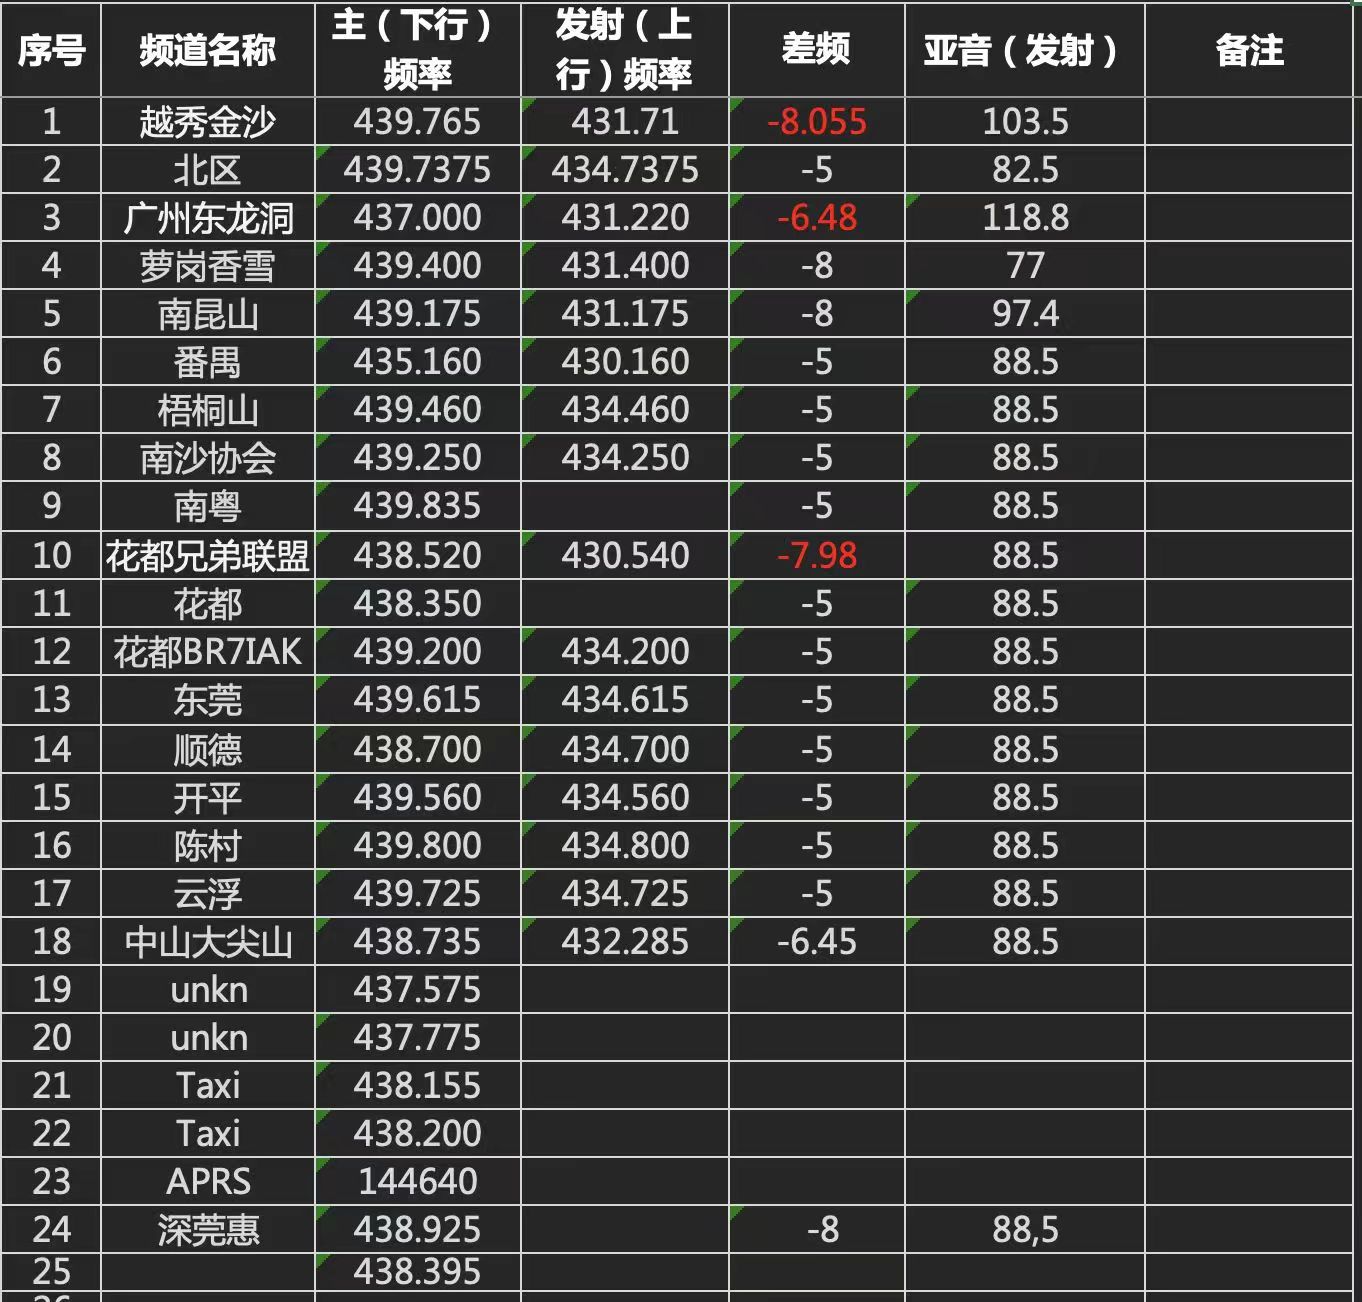 序号 频道名称 主（下行）频率 发射（上行）频率 差频 亚音（发射） 备注
1 越秀金沙 439.765 431.71 -8.055 103.5
2 北区 439.7375 434.7375 -5 82.5
3 广州东龙洞 437.000 431.220 -6.48 118.8
4 萝岗香雪 439.400 431.400 -8 77
5 南昆山 439.175 431.175 -8 97.4
6 番禺 435.160 430.160 -5 88.5
7 梧桐山 439.460 434.460 -5 88.5
8 南沙协会 439.250 434.250 -5 88.5
9 南粤 439.835 -5 88.5
10 花都兄弟联盟 438.520 430.540 -7.98 88.5
11 花都 438.350 -5 88.5
12 花都BR7IAK 439.200 434.200 -5 88.5
13 东莞 439.615 434.615 -5 88.5
14 顺德 438.700 434.700 -5 88.5
15 开平 439.560 434.560 -5 88.5
16 陈村 439.800 434.800 -5 88.5
17 云浮 439.725 434.725 -5 88.5
18 中山大尖山 438.735 432.285 -6.45 88.5
19 unkn 437.575
20 unkn 437.775
21 Taxi 438.155
22 Taxi 438.200
23 APRS 144640
24 深莞惠 438.925 -8 88,5
25 438.395